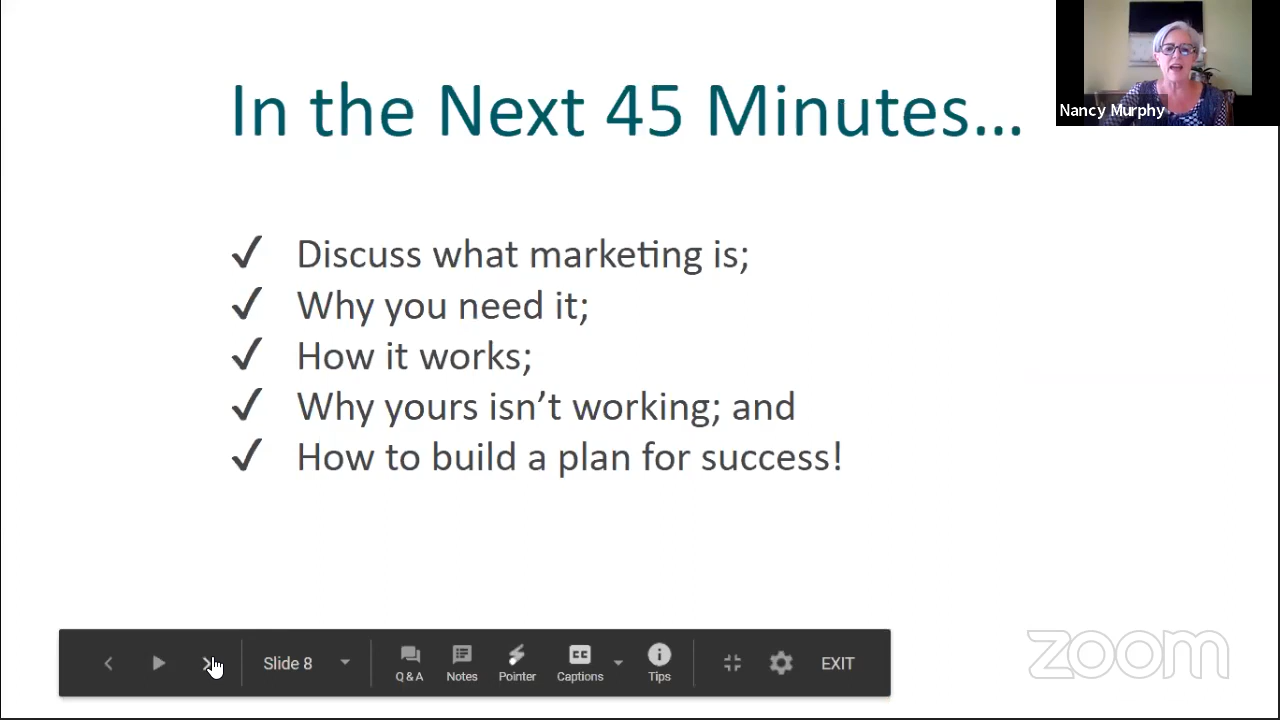 In the Next 45 Minutes...
Nancy Murphy
✓ Discuss what marketing is;
✓ Why you need it;
✓ How it works;
✓ Why yours isn't working; and
✓ How to build a plan for success!
Slide 8
Q & A
Notes
Pointer
CC
Captions
Tips
EXIT
zoom